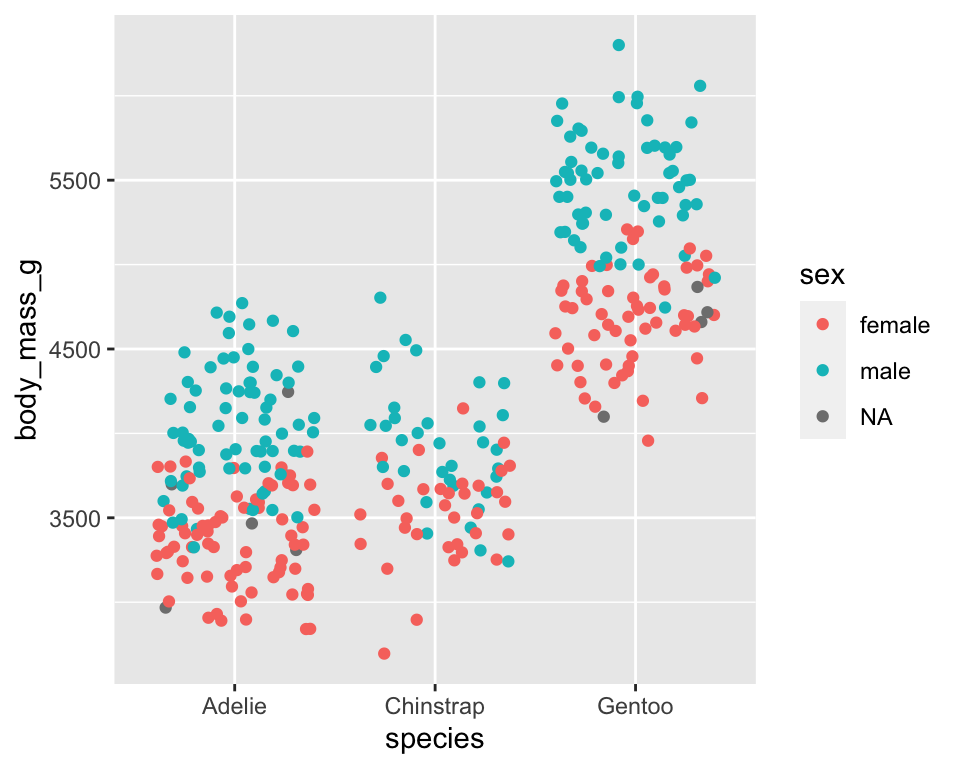 body_mass_g
5500
4500
3500
Adelie
Chinstrap
Gentoo
species
sex
female
male
NA